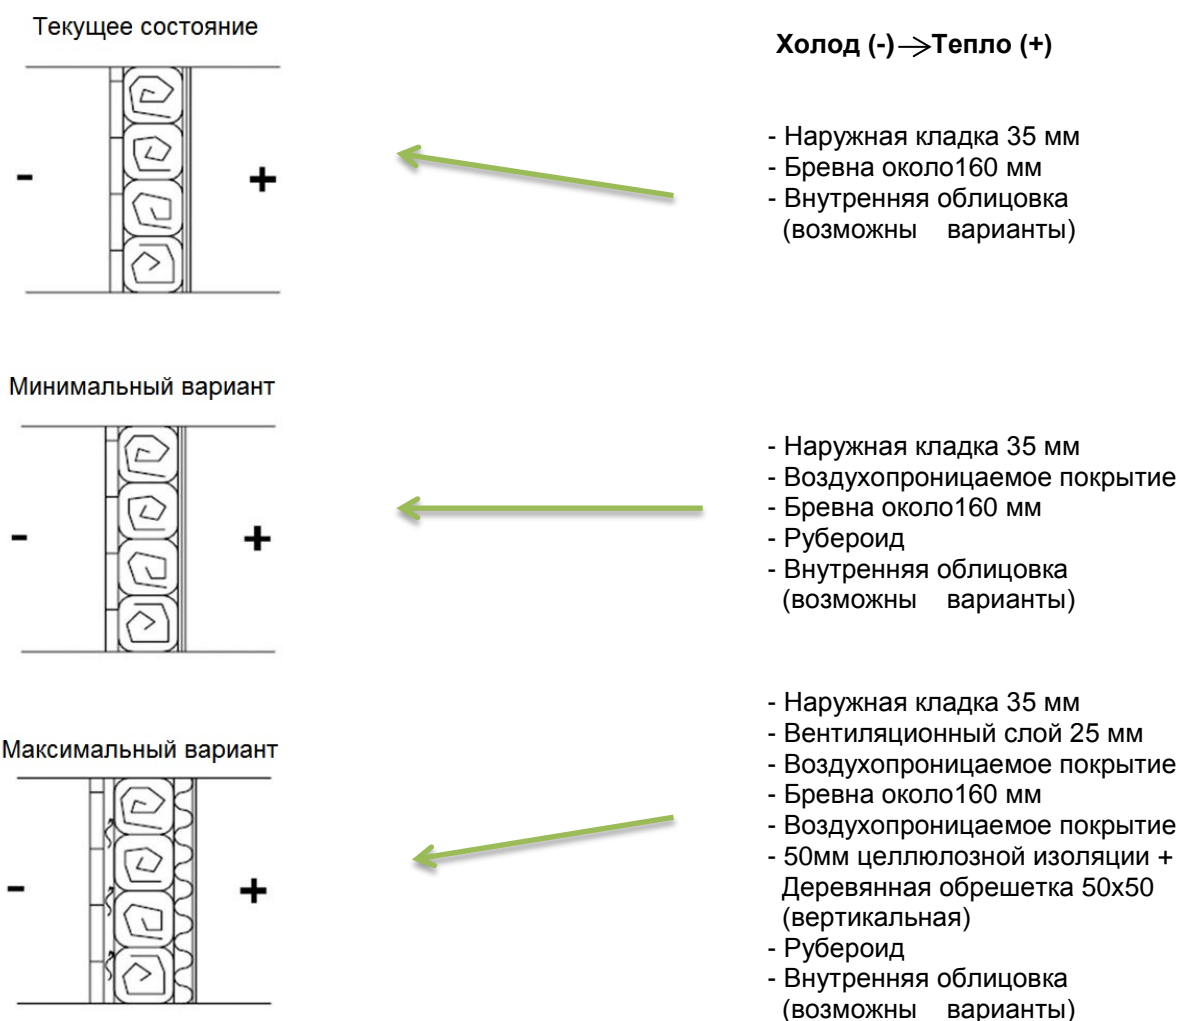 Текущее состояние
Холод (-) → Тепло (+)
- Наружная кладка 35 мм
- Бревна около160 мм
- Внутренняя облицовка
(возможны варианты)
- +
Минимальный вариант
- Наружная кладка 35 мм
- Воздухопроницаемое покрытие
- Бревна около160 мм
- Рубероид
- Внутренняя облицовка
(возможны варианты)
- +
Максимальный вариант
- Наружная кладка 35 мм
- Вентиляционный слой 25 мм
- Воздухопроницаемое покрытие
- Бревна около160 мм
- Воздухопроницаемое покрытие
- 50мм целлюлозной изоляции +
Деревянная обрешетка 50х50
(вертикальная)
- Рубероид
- Внутренняя облицовка
(возможны варианты)
- +